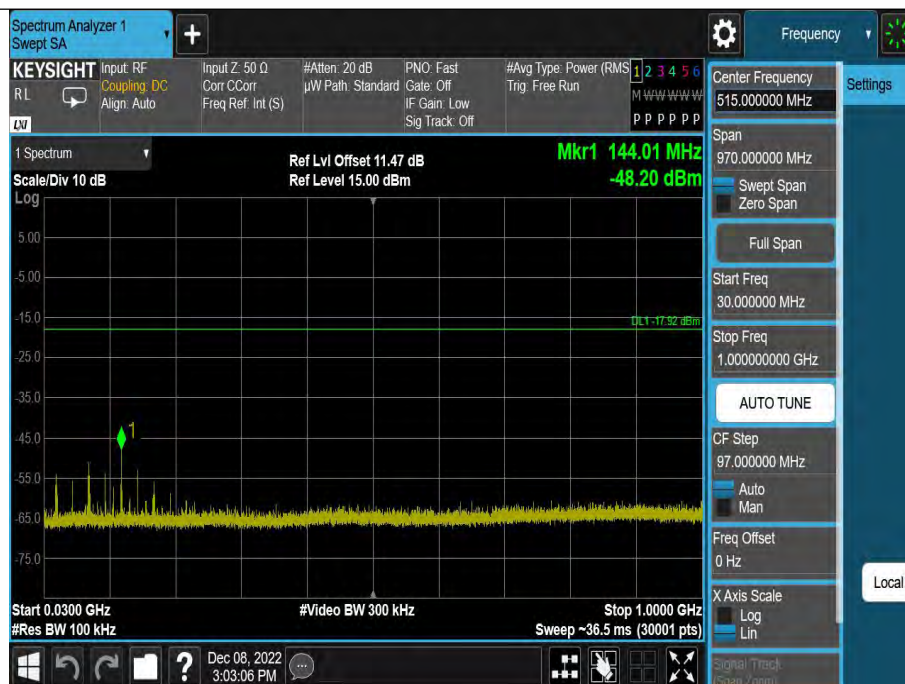 Spectrum Analyzer 1
Swept SA
Frequency
KEYSIGHT
RL
LXI
Input: RF
Coupling: DC
Align: Auto
Input Z: 50 Ω
Corr CCorr
Freq Ref: Int (S)
#Atten: 20 dB
µW Path: Standard
PNO: Fast
Gate: Off
IF Gain: Low
Sig Track: Off
#Avg Type: Power (RMS
Trig: Free Run
1 2 3 4 5 6
M W W W W W
P P P P P P
1 Spectrum
Scale/Div 10 dB
Ref Lvl Offset 11.47 dB
Ref Level 15.00 dBm
Mkr1 144.01 MHz
-48.20 dBm
Log
5.00
-5.00
-15.0
DL1 -17.92 dBm
-25.0
-35.0
-45.0
1
-55.0
-65.0
-75.0
Start 0.0300 GHz
#Video BW 300 kHz
Stop 1.0000 GHz
#Res BW 100 kHz
Sweep ~36.5 ms (30001 pts)
Center Frequency
515.000000 MHz
Settings
Span
970.000000 MHz
Swept Span
Zero Span
Full Span
Start Freq
30.000000 MHz
Stop Freq
1.000000000 GHz
AUTO TUNE
CF Step
97.000000 MHz
Auto
Man
Freq Offset
0 Hz
Local
X Axis Scale
Log
Lin
Signal Track
(Span Zoom)
Dec 08, 2022
3:03:06 PM